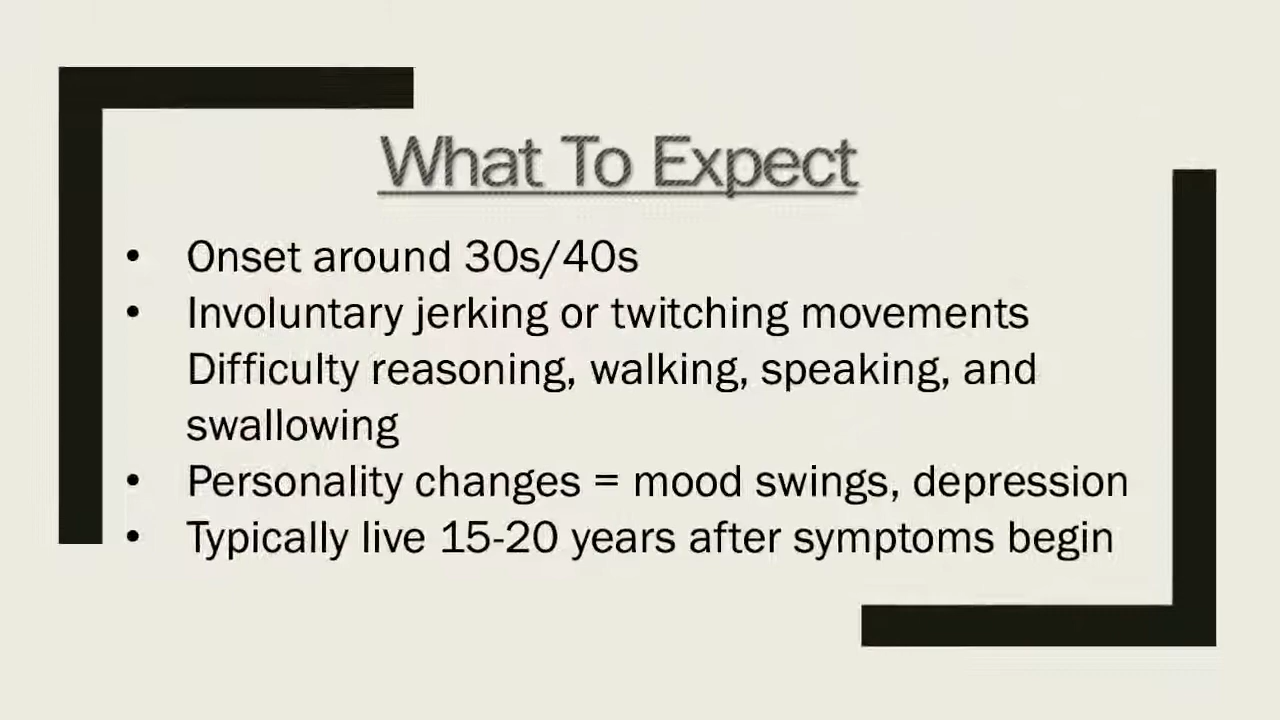 What To Expect
• Onset around 30s/40s
• Involuntary jerking or twitching movements
Difficulty reasoning, walking, speaking, and
swallowing
• Personality changes = mood swings, depression
• Typically live 15-20 years after symptoms begin